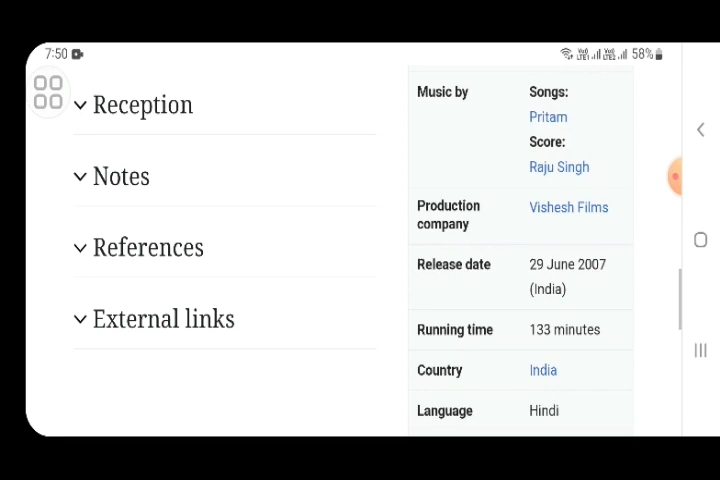 7:50
58%
Reception
Notes
References
External links
Music by
Songs:
Pritam
Score:
Raju Singh
Production
company
Vishesh Films
Release date
29 June 2007
(India)
Running time
133 minutes
Country
India
Language
Hindi